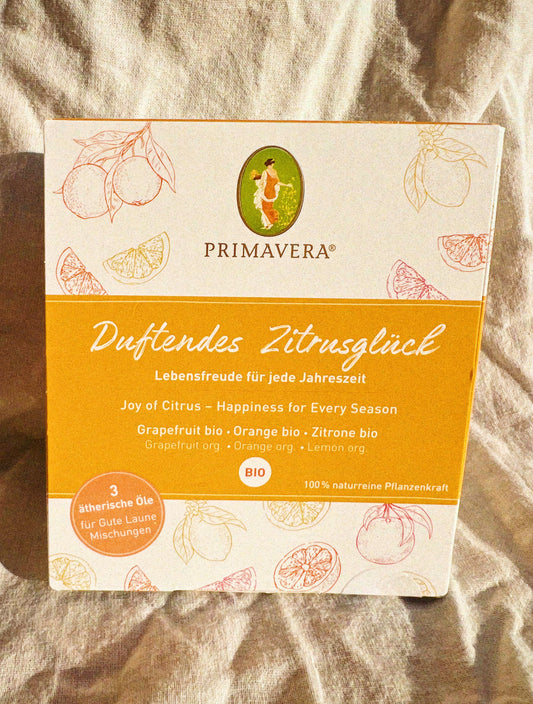 PRIMAVERA®
Duftendes Zitrusglück
Lebensfreude für jede Jahreszeit
Joy of Citrus – Happiness for Every Season
Grapefruit bio • Orange bio • Zitrone bio
Grapefruit org. • Orange org. • Lemon org.
BIO
100 % naturreine Pflanzenkraft
3
ätherische Öle
für Gute Laune
Mischungen